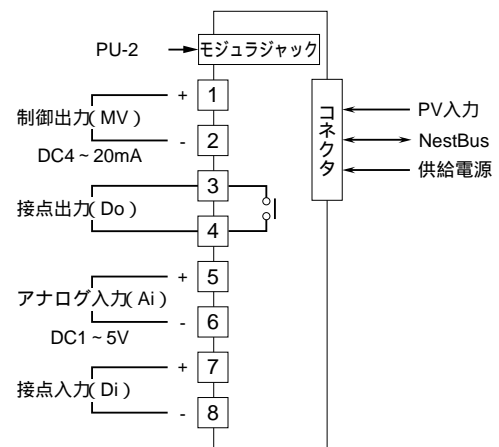 PU-2
モジュラジャック
+ 1
制御出力(MV)
- 2
DC4~20mA
3
接点出力(Do)
4
+ 5
アナログ入力(Ai)
- 6
DC1~5V
+ 7
接点入力(Di)
- 8
コネクタ
PV入力
NestBus
供給電源